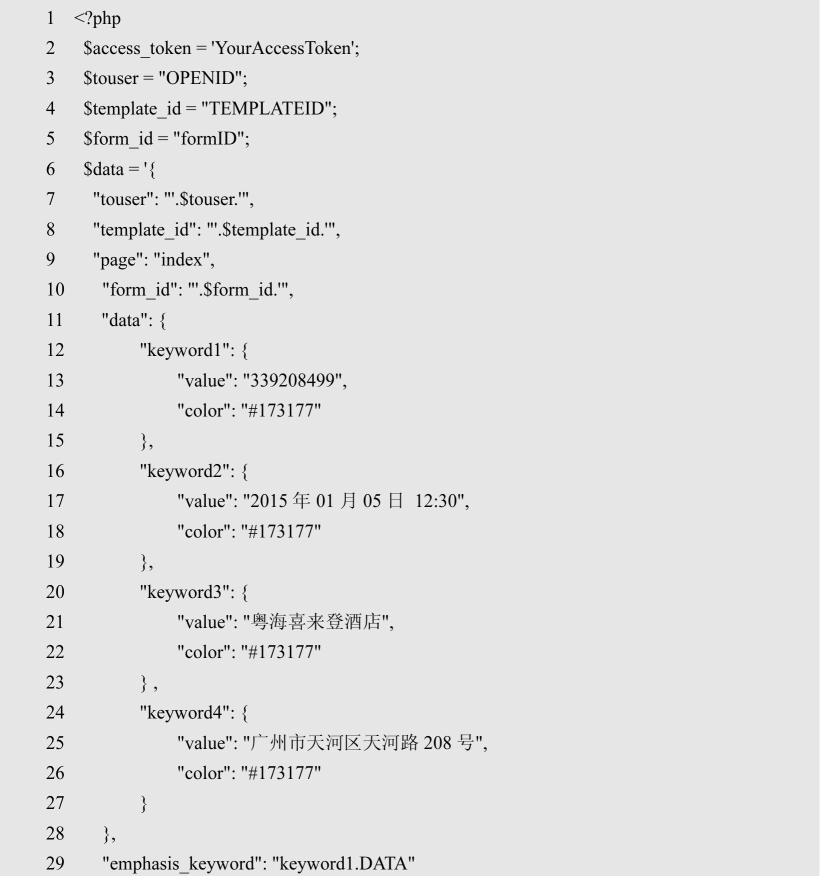 1 <?php
2 $access_token = 'YourAccessToken';
3 $touser = "OPENID";
4 $template_id = "TEMPLATEID";
5 $form_id = "formID";
6 $data = '{
7 "touser": "'.$touser.'",
8 "template_id": "'.$template_id.'",
9 "page": "index",
10 "form_id": "'.$form_id.'",
11 "data": {
12 "keyword1": {
13 "value": "339208499",
14 "color": "#173177"
15 },
16 "keyword2": {
17 "value": "2015 年 01 月 05 日 12:30",
18 "color": "#173177"
19 },
20 "keyword3": {
21 "value": "粤海喜来登酒店",
22 "color": "#173177"
23 } ,
24 "keyword4": {
25 "value": "广州市天河区天河路 208 号",
26 "color": "#173177"
27 }
28 },
29 "emphasis_keyword": "keyword1.DATA"